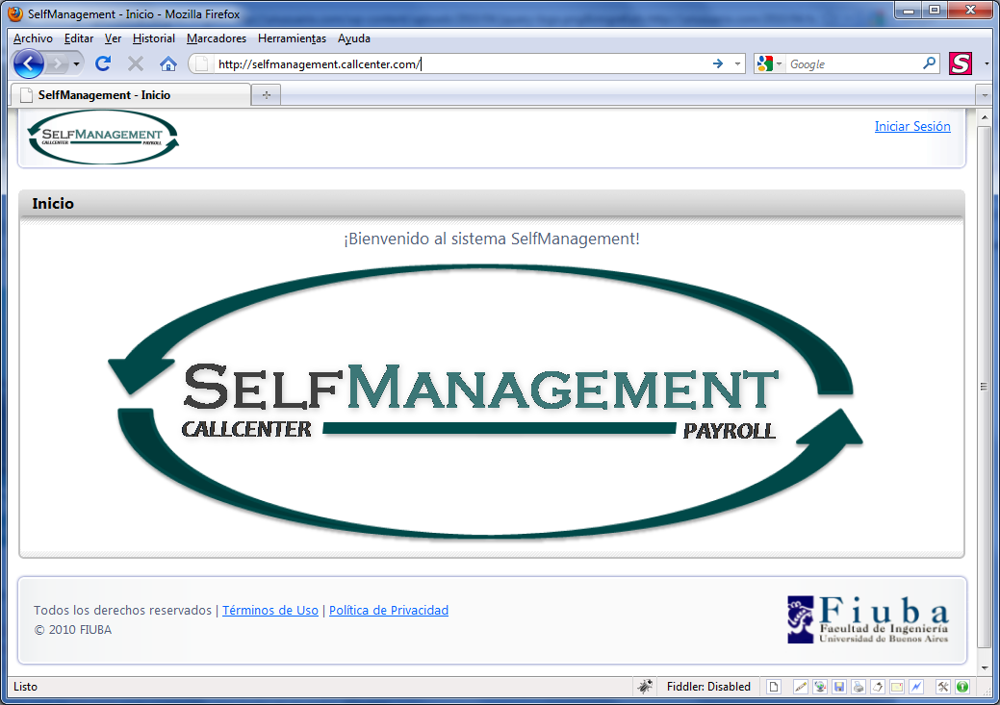 SelfManagement - Inicio - Mozilla Firefox
Archivo Editar Ver Historial Marcadores Herramientas Ayuda
http://selfmanagement.callcenter.com/
Google
S
SelfManagement - Inicio
SELFMANAGEMENT
CALLCENTER PAYROLL
Iniciar Sesión
Inicio
¡Bienvenido al sistema SelfManagement!
SELFMANAGEMENT
CALLCENTER PAYROLL
Todos los derechos reservados | Términos de Uso | Política de Privacidad
© 2010 FIUBA
Fiuba
Facultad de Ingeniería
Universidad de Buenos Aires
Listo
Fiddler: Disabled